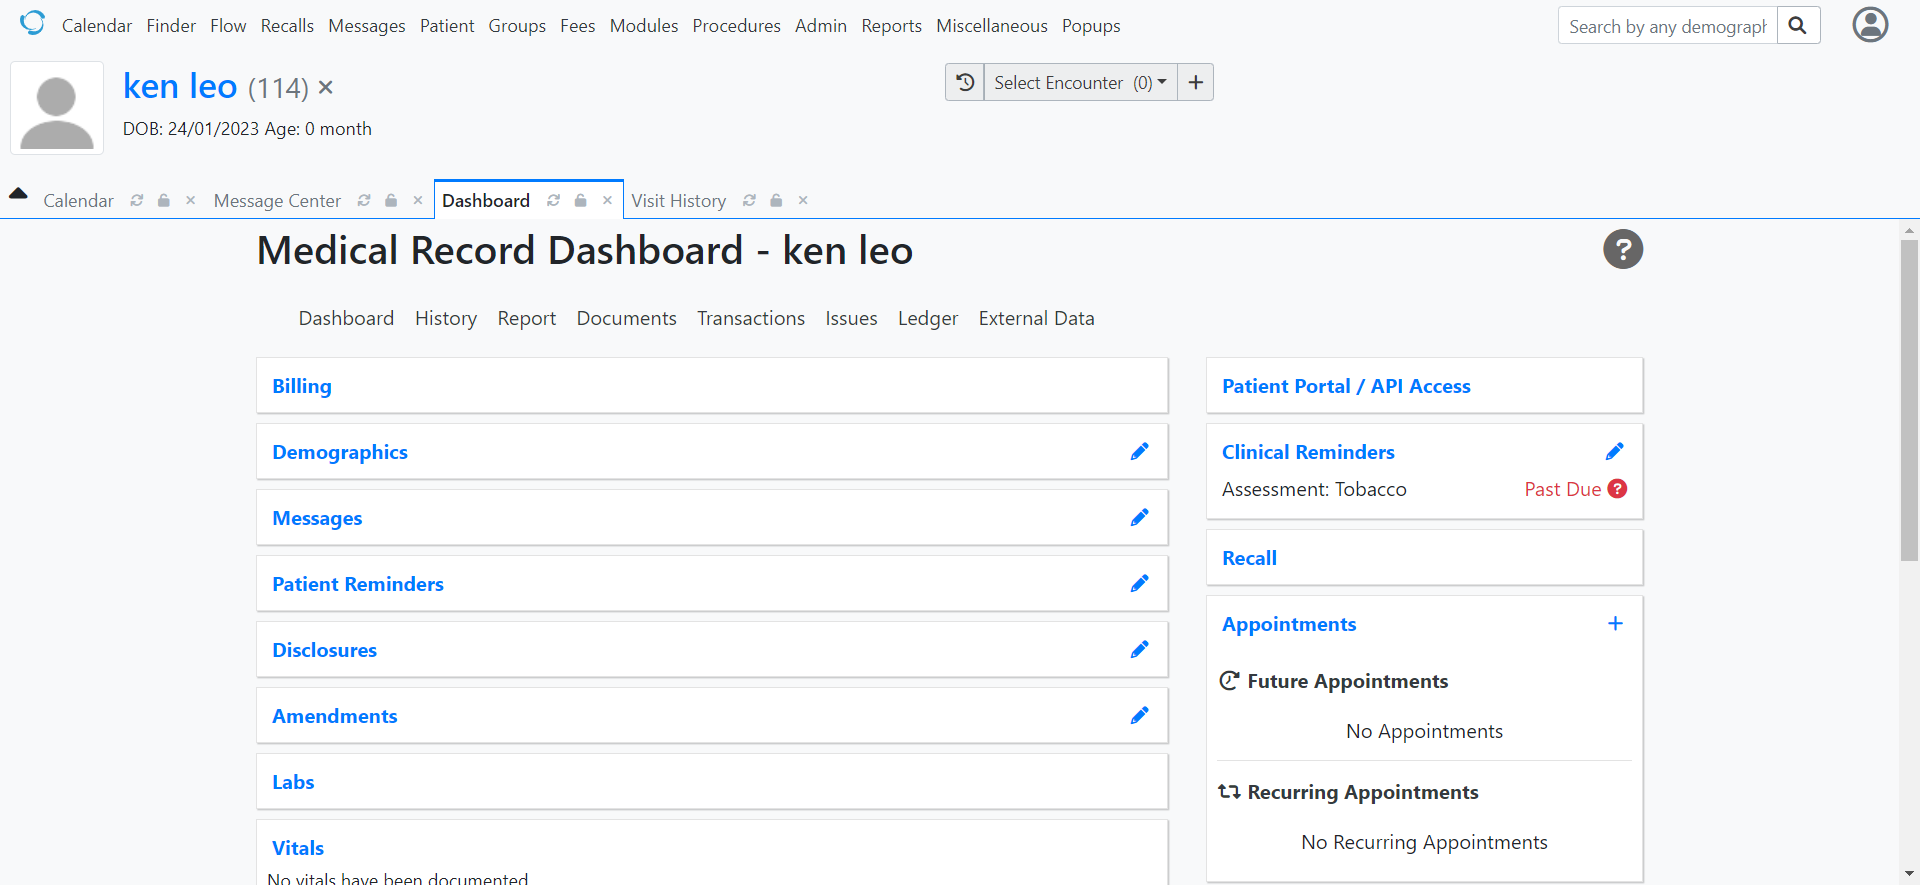 Calendar Finder Flow Recalls Messages Patient Groups Fees Modules Procedures Admin Reports Miscellaneous Popups
Search by any demograph
ken leo (114) ×
Select Encounter (0)
DOB: 24/01/2023 Age: 0 month
Calendar Message Center Dashboard Visit History
Medical Record Dashboard - ken leo
Dashboard History Report Documents Transactions Issues Ledger External Data
Billing
Demographics
Messages
Patient Reminders
Disclosures
Amendments
Labs
Vitals
No vitals have been documented
Patient Portal / API Access
Clinical Reminders
Assessment: Tobacco Past Due
Recall
Appointments
Future Appointments
No Appointments
Recurring Appointments
No Recurring Appointments